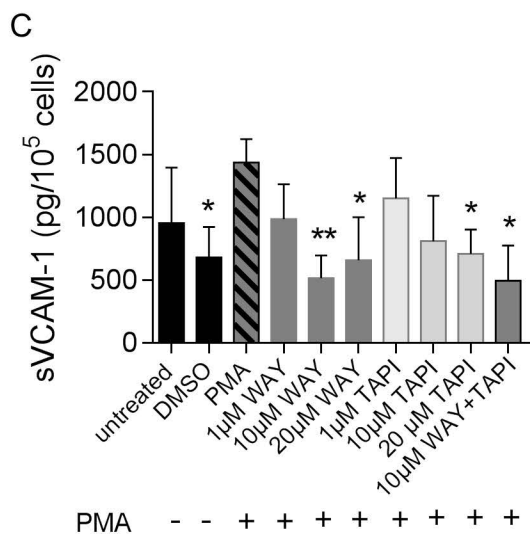 C
sVCAM-1 (pg/10⁵ cells)
2000
1500
1000
500
0
* ** * * *
untreated
DMSO
PMA
1µM WAY
10µM WAY
20µM WAY
1µM TAPI
10µM TAPI
20 µM TAPI
10µM WAY+TAPI
PMA - - + + + + + + + +